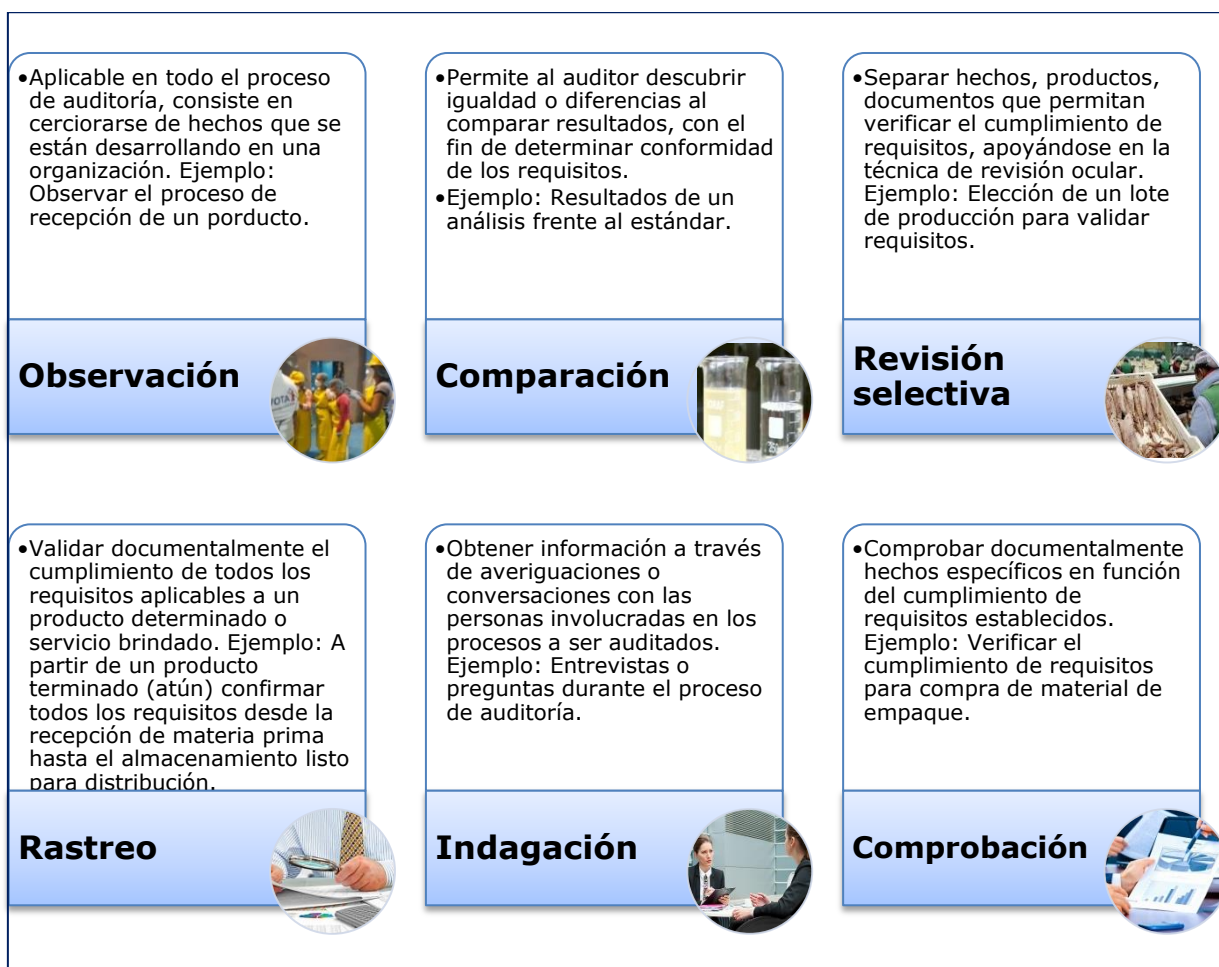 •Aplicable en todo el proceso
de auditoría, consiste en
cerciorarse de hechos que se
están desarrollando en una
organización. Ejemplo:
Observar el proceso de
recepción de un porducto.
Observación
•Permite al auditor descubrir
igualdad o diferencias al
comparar resultados, con el
fin de determinar conformidad
de los requisitos.
•Ejemplo: Resultados de un
análisis frente al estándar.
Comparación
•Separar hechos, productos,
documentos que permitan
verificar el cumplimiento de
requisitos, apoyándose en la
técnica de revisión ocular.
Ejemplo: Elección de un lote
de producción para validar
requisitos.
Revisión
selectiva
•Validar documentalmente el
cumplimiento de todos los
requisitos aplicables a un
producto determinado o
servicio brindado. Ejemplo: A
partir de un producto
terminado (atún) confirmar
todos los requisitos desde la
recepción de materia prima
hasta el almacenamiento listo
para distribución.
Rastreo
•Obtener información a través
de averiguaciones o
conversaciones con las
personas involucradas en los
procesos a ser auditados.
Ejemplo: Entrevistas o
preguntas durante el proceso
de auditoría.
Indagación
•Comprobar documentalmente
hechos específicos en función
del cumplimiento de
requisitos establecidos.
Ejemplo: Verificar el
cumplimiento de requisitos
para compra de material de
empaque.
Comprobación